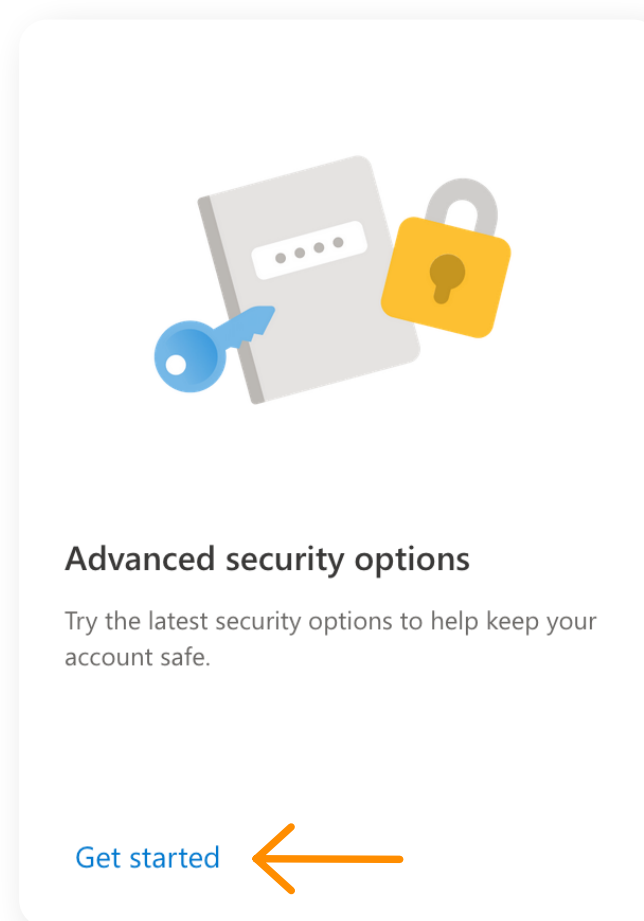 Advanced security options
Try the latest security options to help keep your
account safe.
Get started